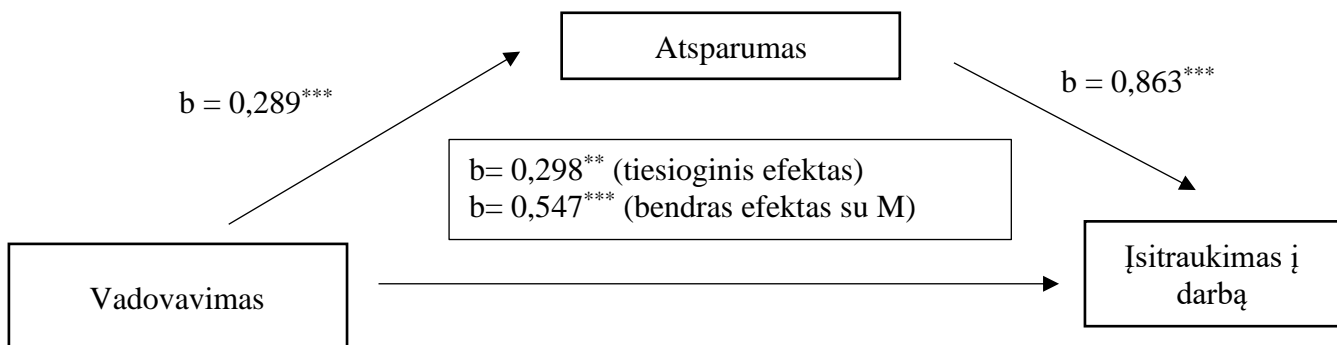 Atsparumas
b = 0,289***
b = 0,863***
b= 0,298** (tiesioginis efektas)
b= 0,547*** (bendras efektas su M)
Vadovavimas
Įsitraukimas į
darbą